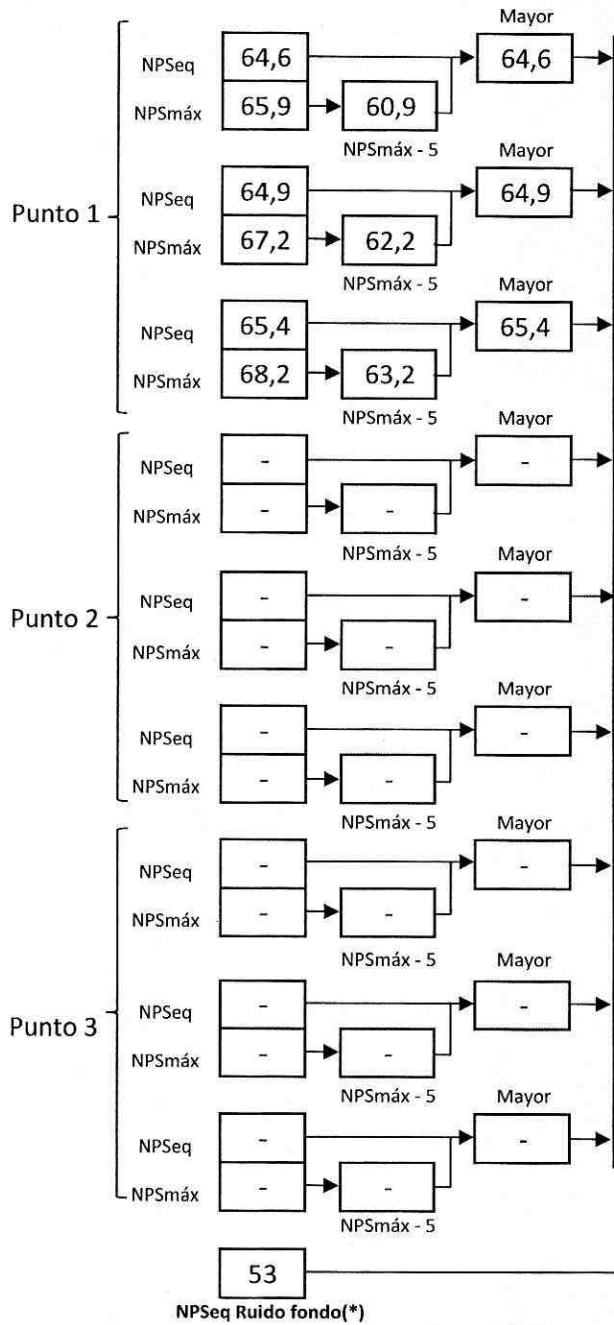 Mayor
NPSeq 64,6 64,6
NPSmáx 65,9 60,9
NPSmáx - 5
Mayor
Punto 1
NPSeq 64,9 64,9
NPSmáx 67,2 62,2
NPSmáx - 5
Mayor
NPSeq 65,4 65,4
NPSmáx 68,2 63,2
NPSmáx - 5
Mayor
NPSeq - -
NPSmáx - -
NPSmáx - 5
Mayor
Punto 2
NPSeq - -
NPSmáx - -
NPSmáx - 5
Mayor
NPSeq - -
NPSmáx - -
NPSmáx - 5
Mayor
NPSeq - -
NPSmáx - -
NPSmáx - 5
Mayor
Punto 3
NPSeq - -
NPSmáx - -
NPSmáx - 5
Mayor
NPSeq - -
NPSmáx - -
NPSmáx - 5
53
NPSeq Ruido fondo(*)